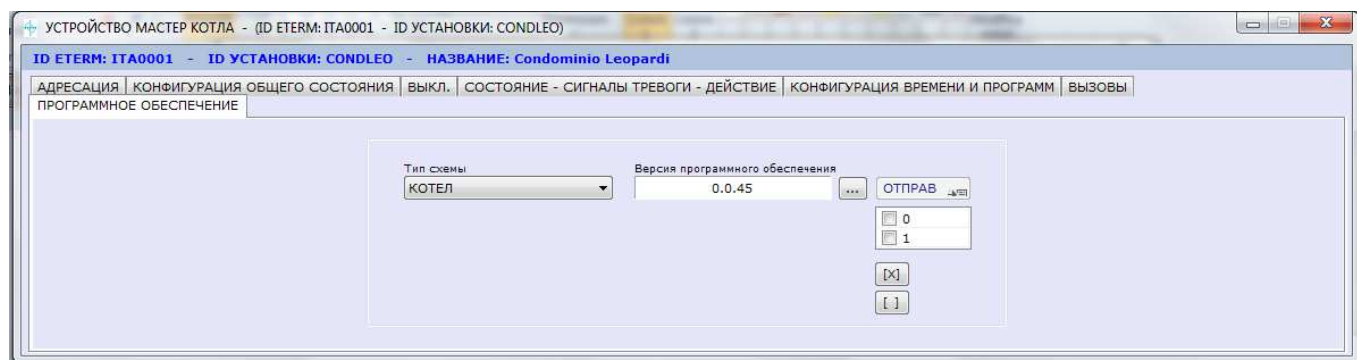 УСТРОЙСТВО МАСТЕР КОТЛА - (ID ETERM: ITA0001 - ID УСТАНОВКИ: CONDLEO)
ID ETERM: ITA0001 - ID УСТАНОВКИ: CONDLEO - НАЗВАНИЕ: Condominio Leopardi
АДРЕСАЦИЯ КОНФИГУРАЦИЯ ОБЩЕГО СОСТОЯНИЯ ВЫКЛ. СОСТОЯНИЕ - СИГНАЛЫ ТРЕВОГИ - ДЕЙСТВИЕ КОНФИГУРАЦИЯ ВРЕМЕНИ И ПРОГРАММ ВЫЗОВЫ
ПРОГРАММНОЕ ОБЕСПЕЧЕНИЕ
Тип схемы Версия программного обеспечения
КОТЕЛ 0.0.45 ... ОТПРАВ
0
1
[X]
[ ]